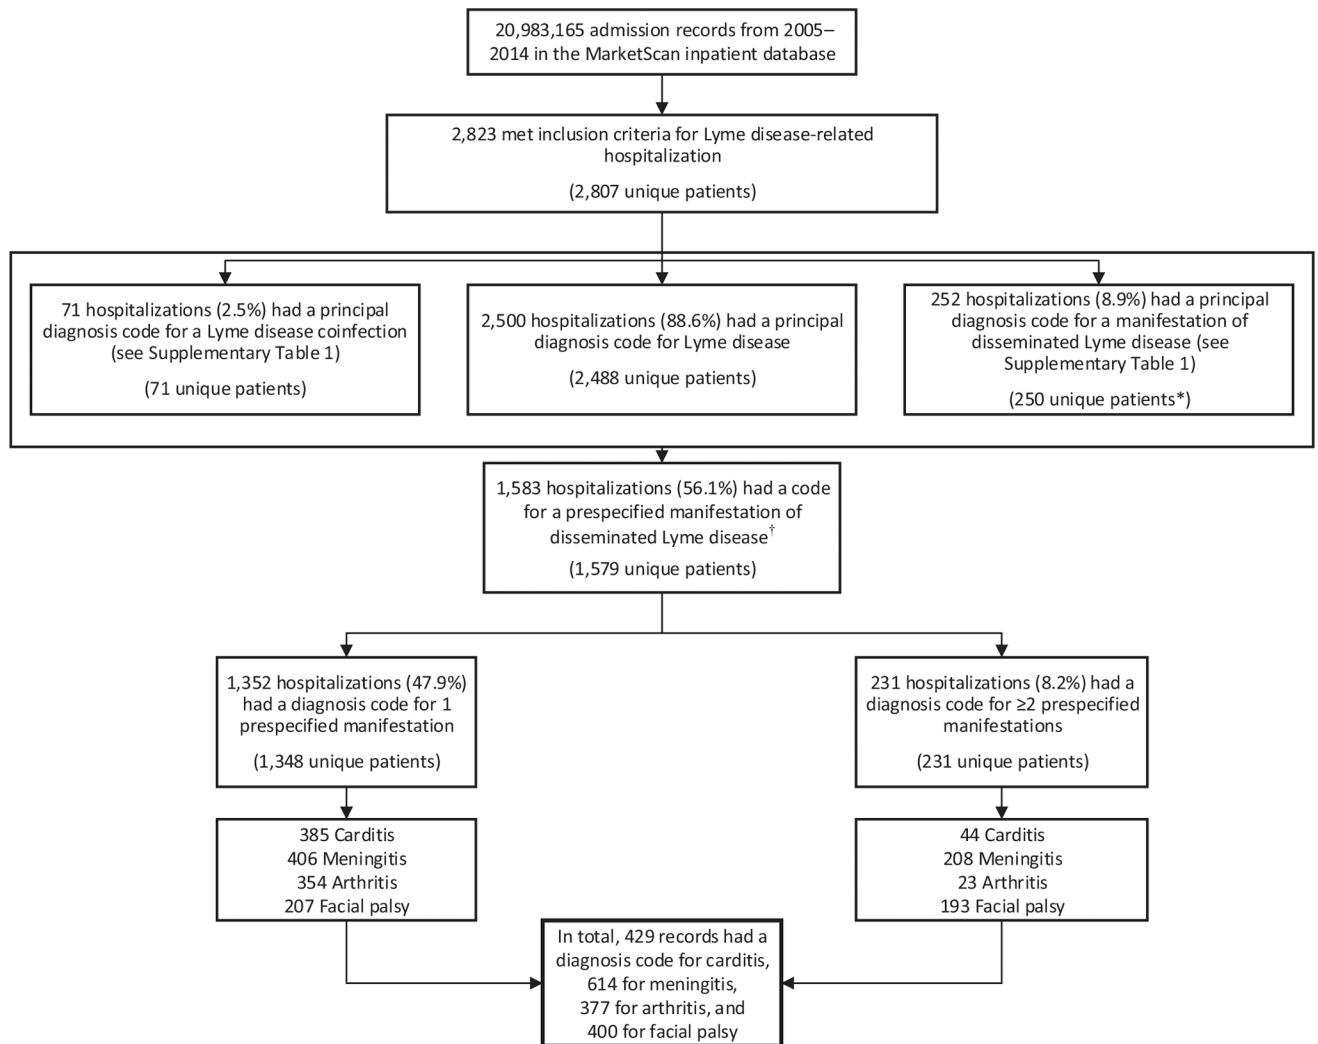 20,983,165 admission records from 2005–
2014 in the MarketScan inpatient database
2,823 met inclusion criteria for Lyme disease-related
hospitalization
(2,807 unique patients)
71 hospitalizations (2.5%) had a principal
diagnosis code for a Lyme disease coinfection
(see Supplementary Table 1)
(71 unique patients)
2,500 hospitalizations (88.6%) had a principal
diagnosis code for Lyme disease
(2,488 unique patients)
252 hospitalizations (8.9%) had a principal
diagnosis code for a manifestation of
disseminated Lyme disease (see
Supplementary Table 1)
(250 unique patients*)
1,583 hospitalizations (56.1%) had a code
for a prespecified manifestation of
disseminated Lyme disease†
(1,579 unique patients)
1,352 hospitalizations (47.9%)
had a diagnosis code for 1
prespecified manifestation
(1,348 unique patients)
231 hospitalizations (8.2%) had a
diagnosis code for ≥2 prespecified
manifestations
(231 unique patients)
385 Carditis
406 Meningitis
354 Arthritis
207 Facial palsy
44 Carditis
208 Meningitis
23 Arthritis
193 Facial palsy
In total, 429 records had a
diagnosis code for carditis,
614 for meningitis,
377 for arthritis, and
400 for facial palsy